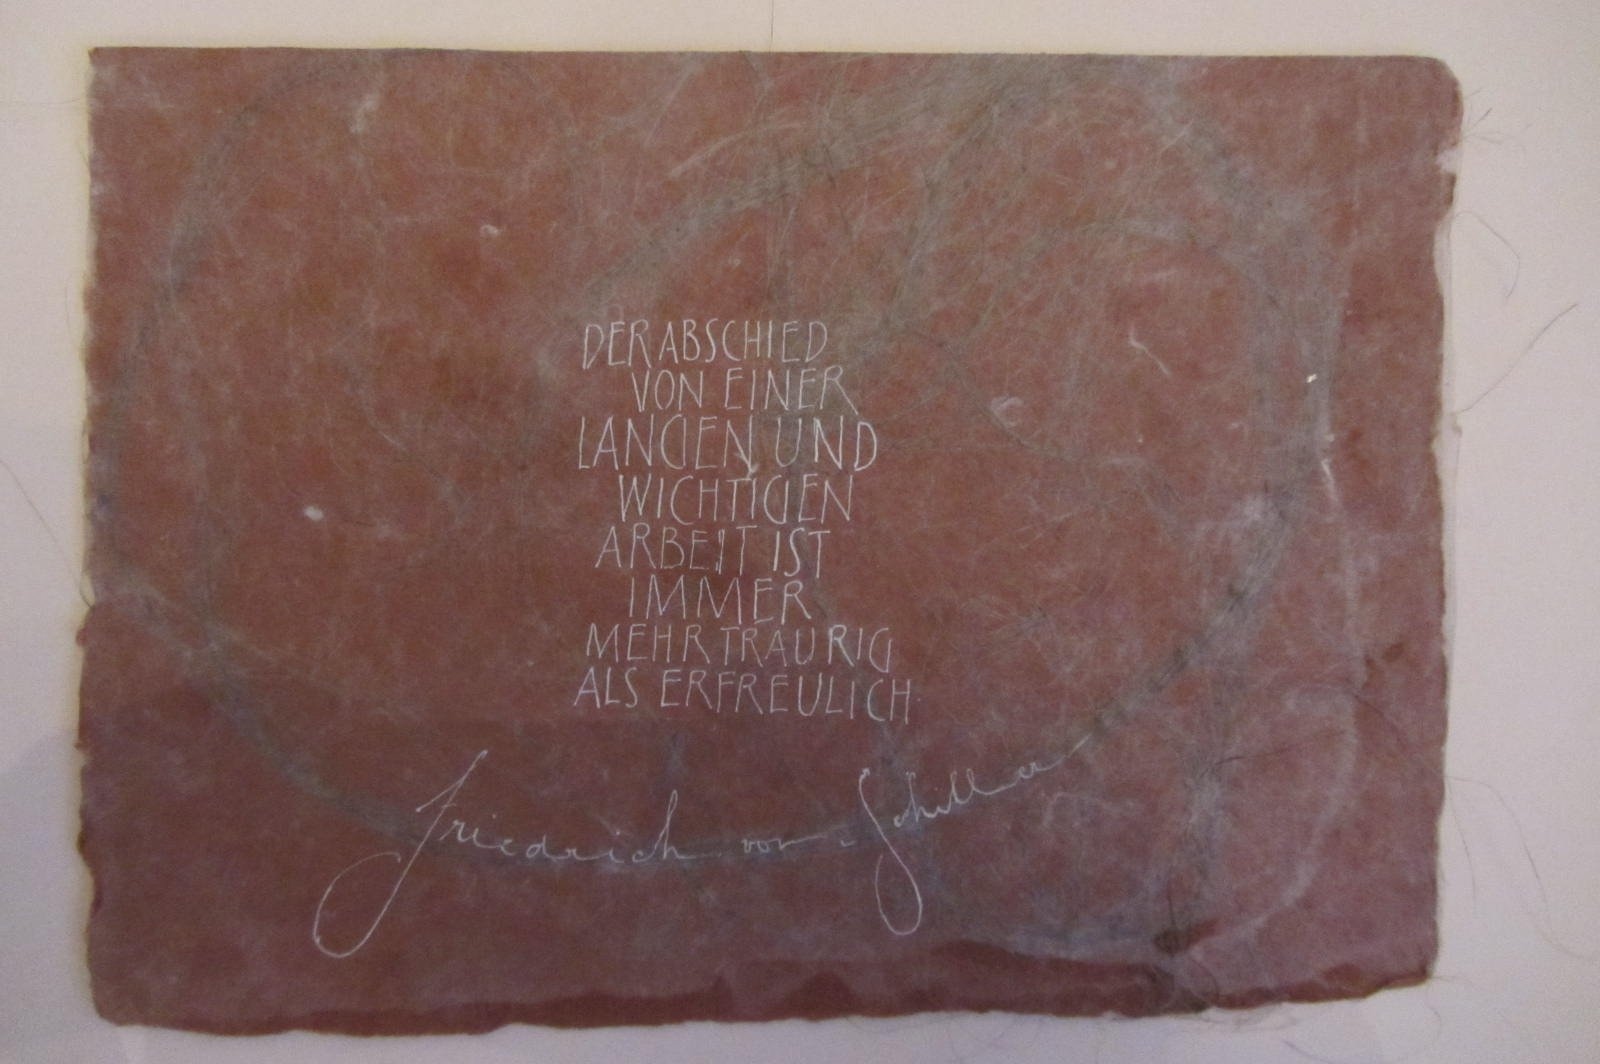 DER ABSCHIED
VON EINER
LANGEN UND
WICHTIGEN
ARBEIT IST
IMMER
MEHR TRAURIG
ALS ERFREULICH
Friedrich von Schiller